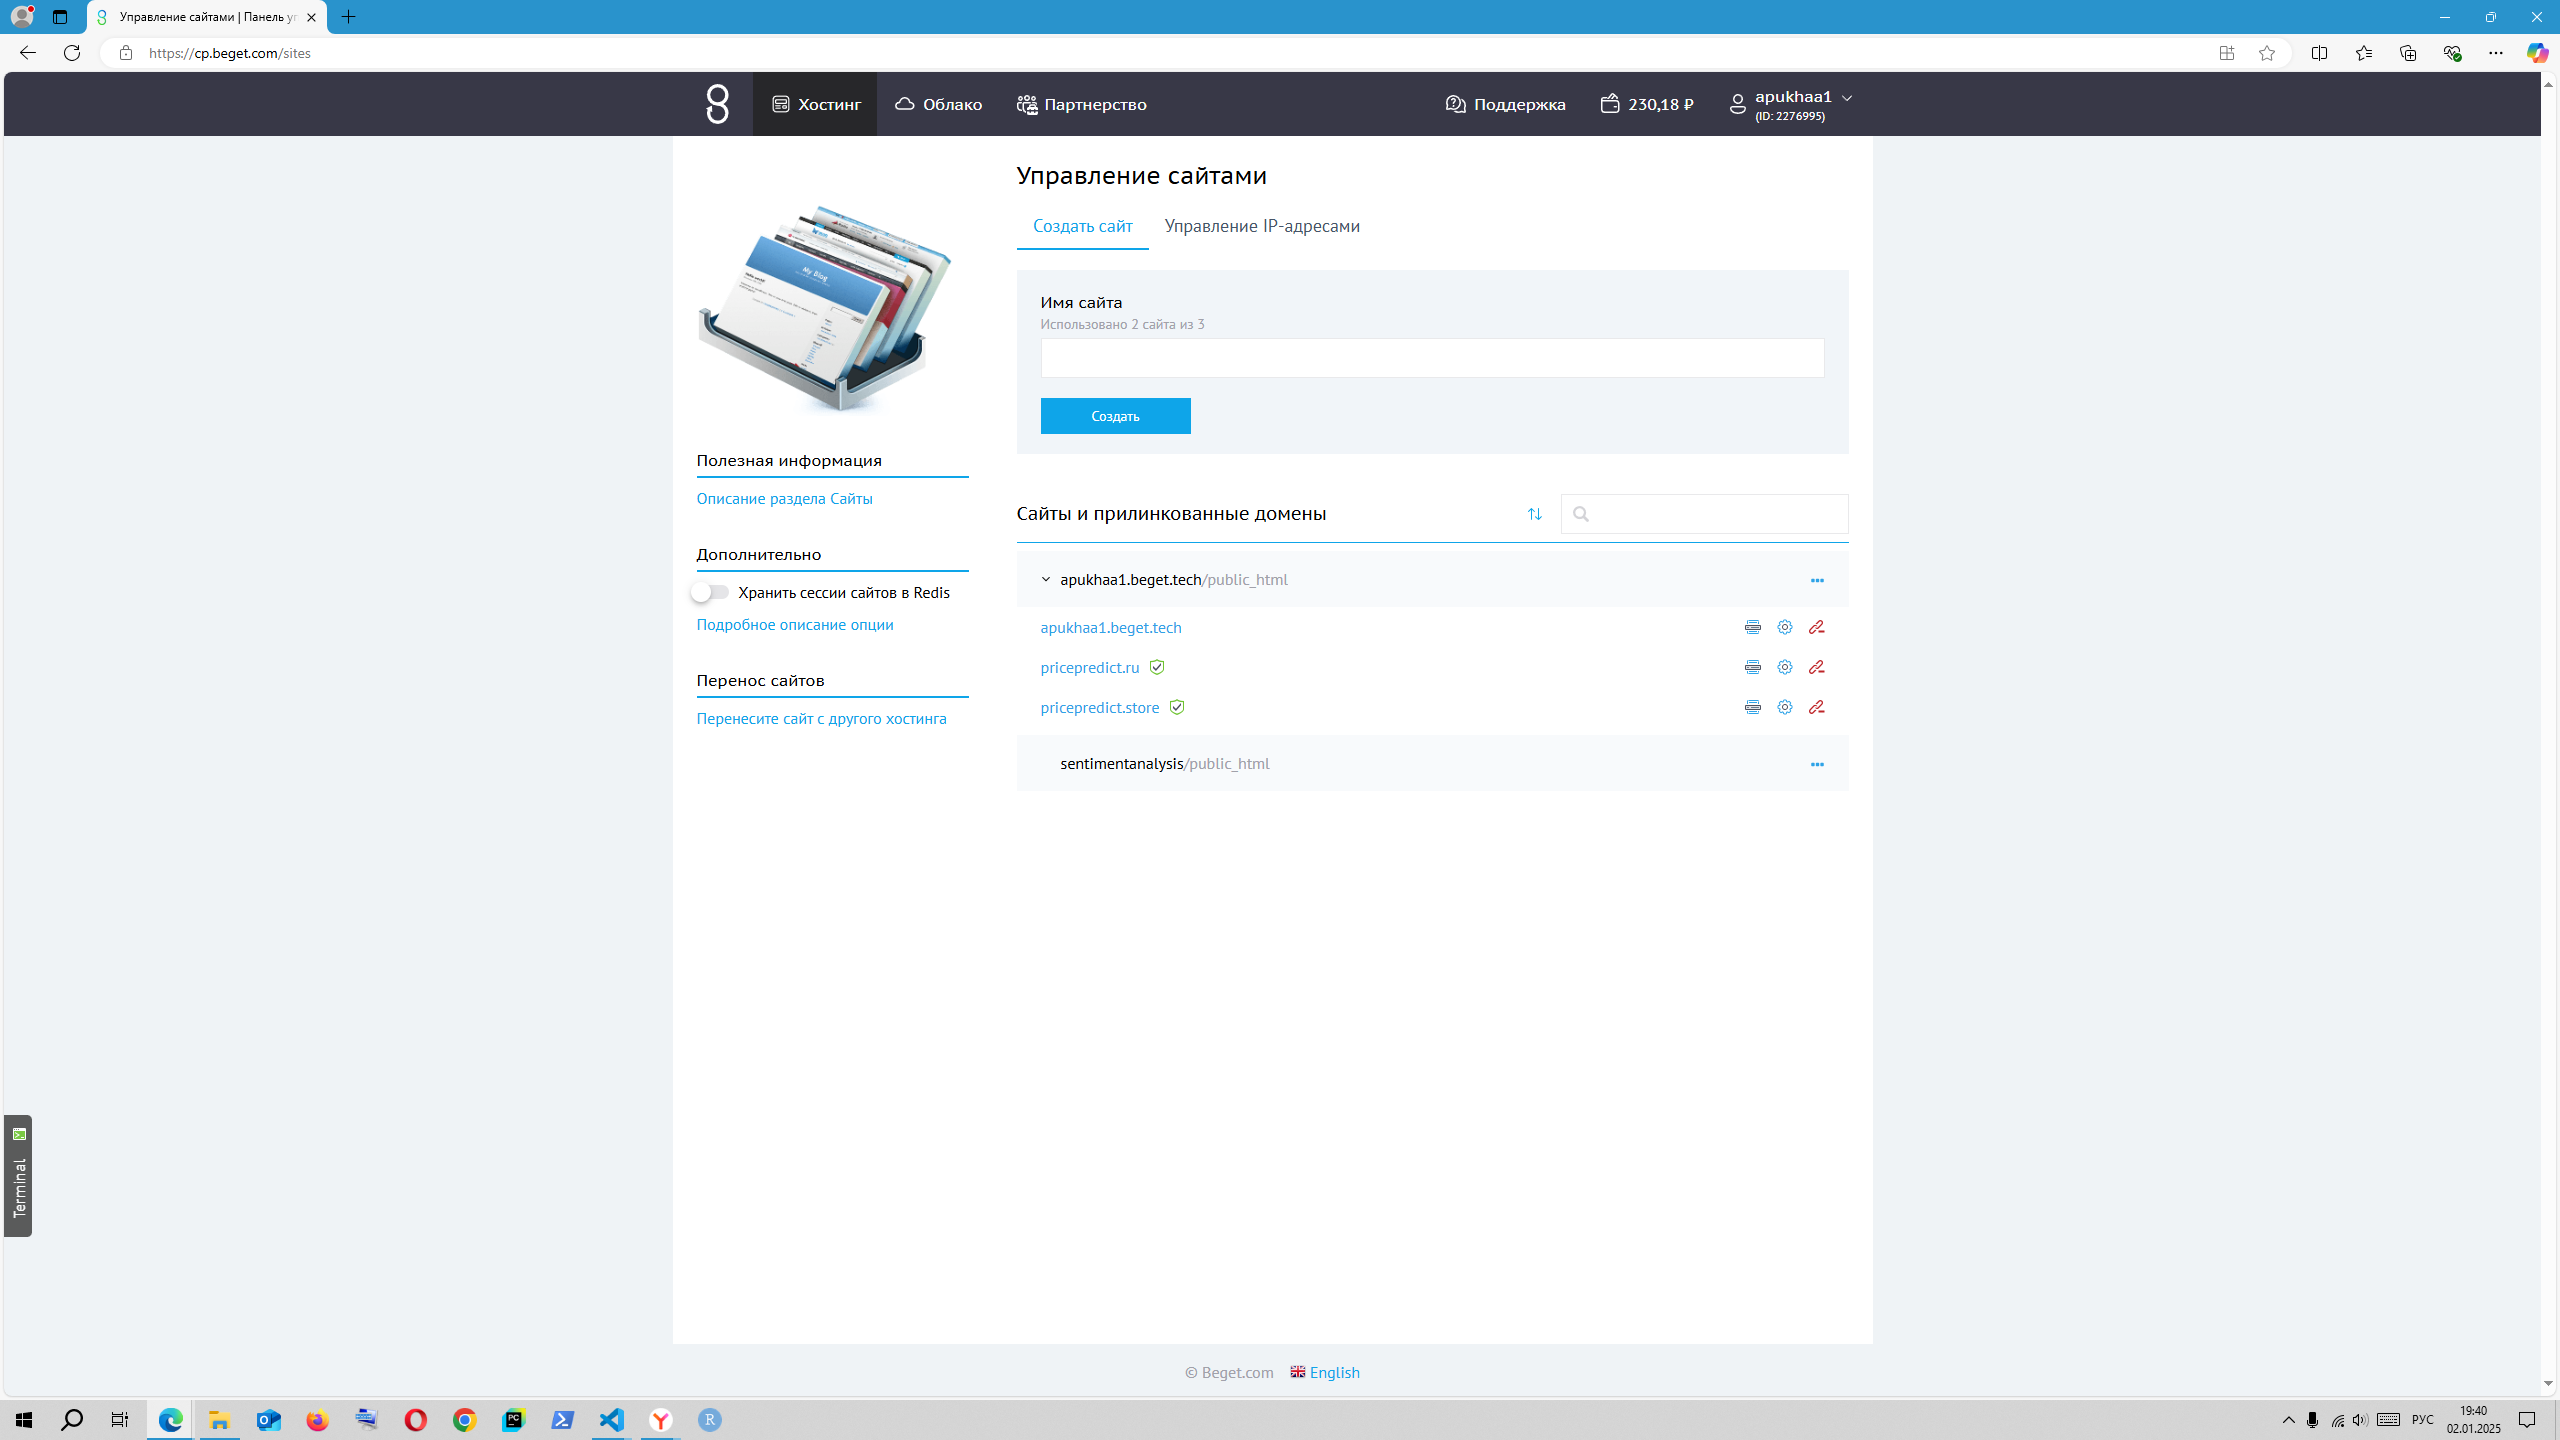 Управление сайтами | Панель уп
https://cp.beget.com/sites
Хостинг
Облако
Партнерство
Поддержка
230,18 ₽
apukhaa1
(ID: 2276995)
Управление сайтами
Создать сайт
Управление IP-адресами
My Blog
Имя сайта
Использовано 2 сайта из 3
Создать
Полезная информация
Описание раздела Сайты
Дополнительно
Хранить сессии сайтов в Redis
Подробное описание опции
Перенос сайтов
Перенесите сайт с другого хостинга
Сайты и прилинкованные домены
apukhaa1.beget.tech/public_html
apukhaa1.beget.tech
pricepredict.ru
pricepredict.store
sentimentanalysis/public_html
Terminal
© Beget.com
English
РУС
19:40
02.01.2025